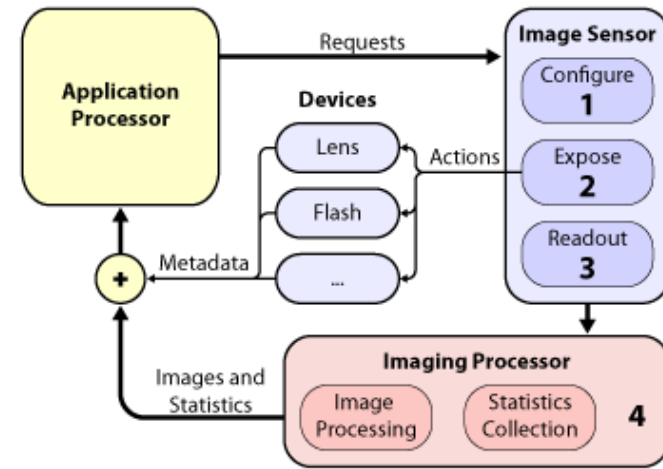 Requests
Image Sensor
Configure
1
Application
Processor
Devices
Lens
Actions
Expose
2
Flash
Readout
3
Metadata
...
+
Imaging Processor
Images and
Statistics
Image
Processing
Statistics
Collection
4